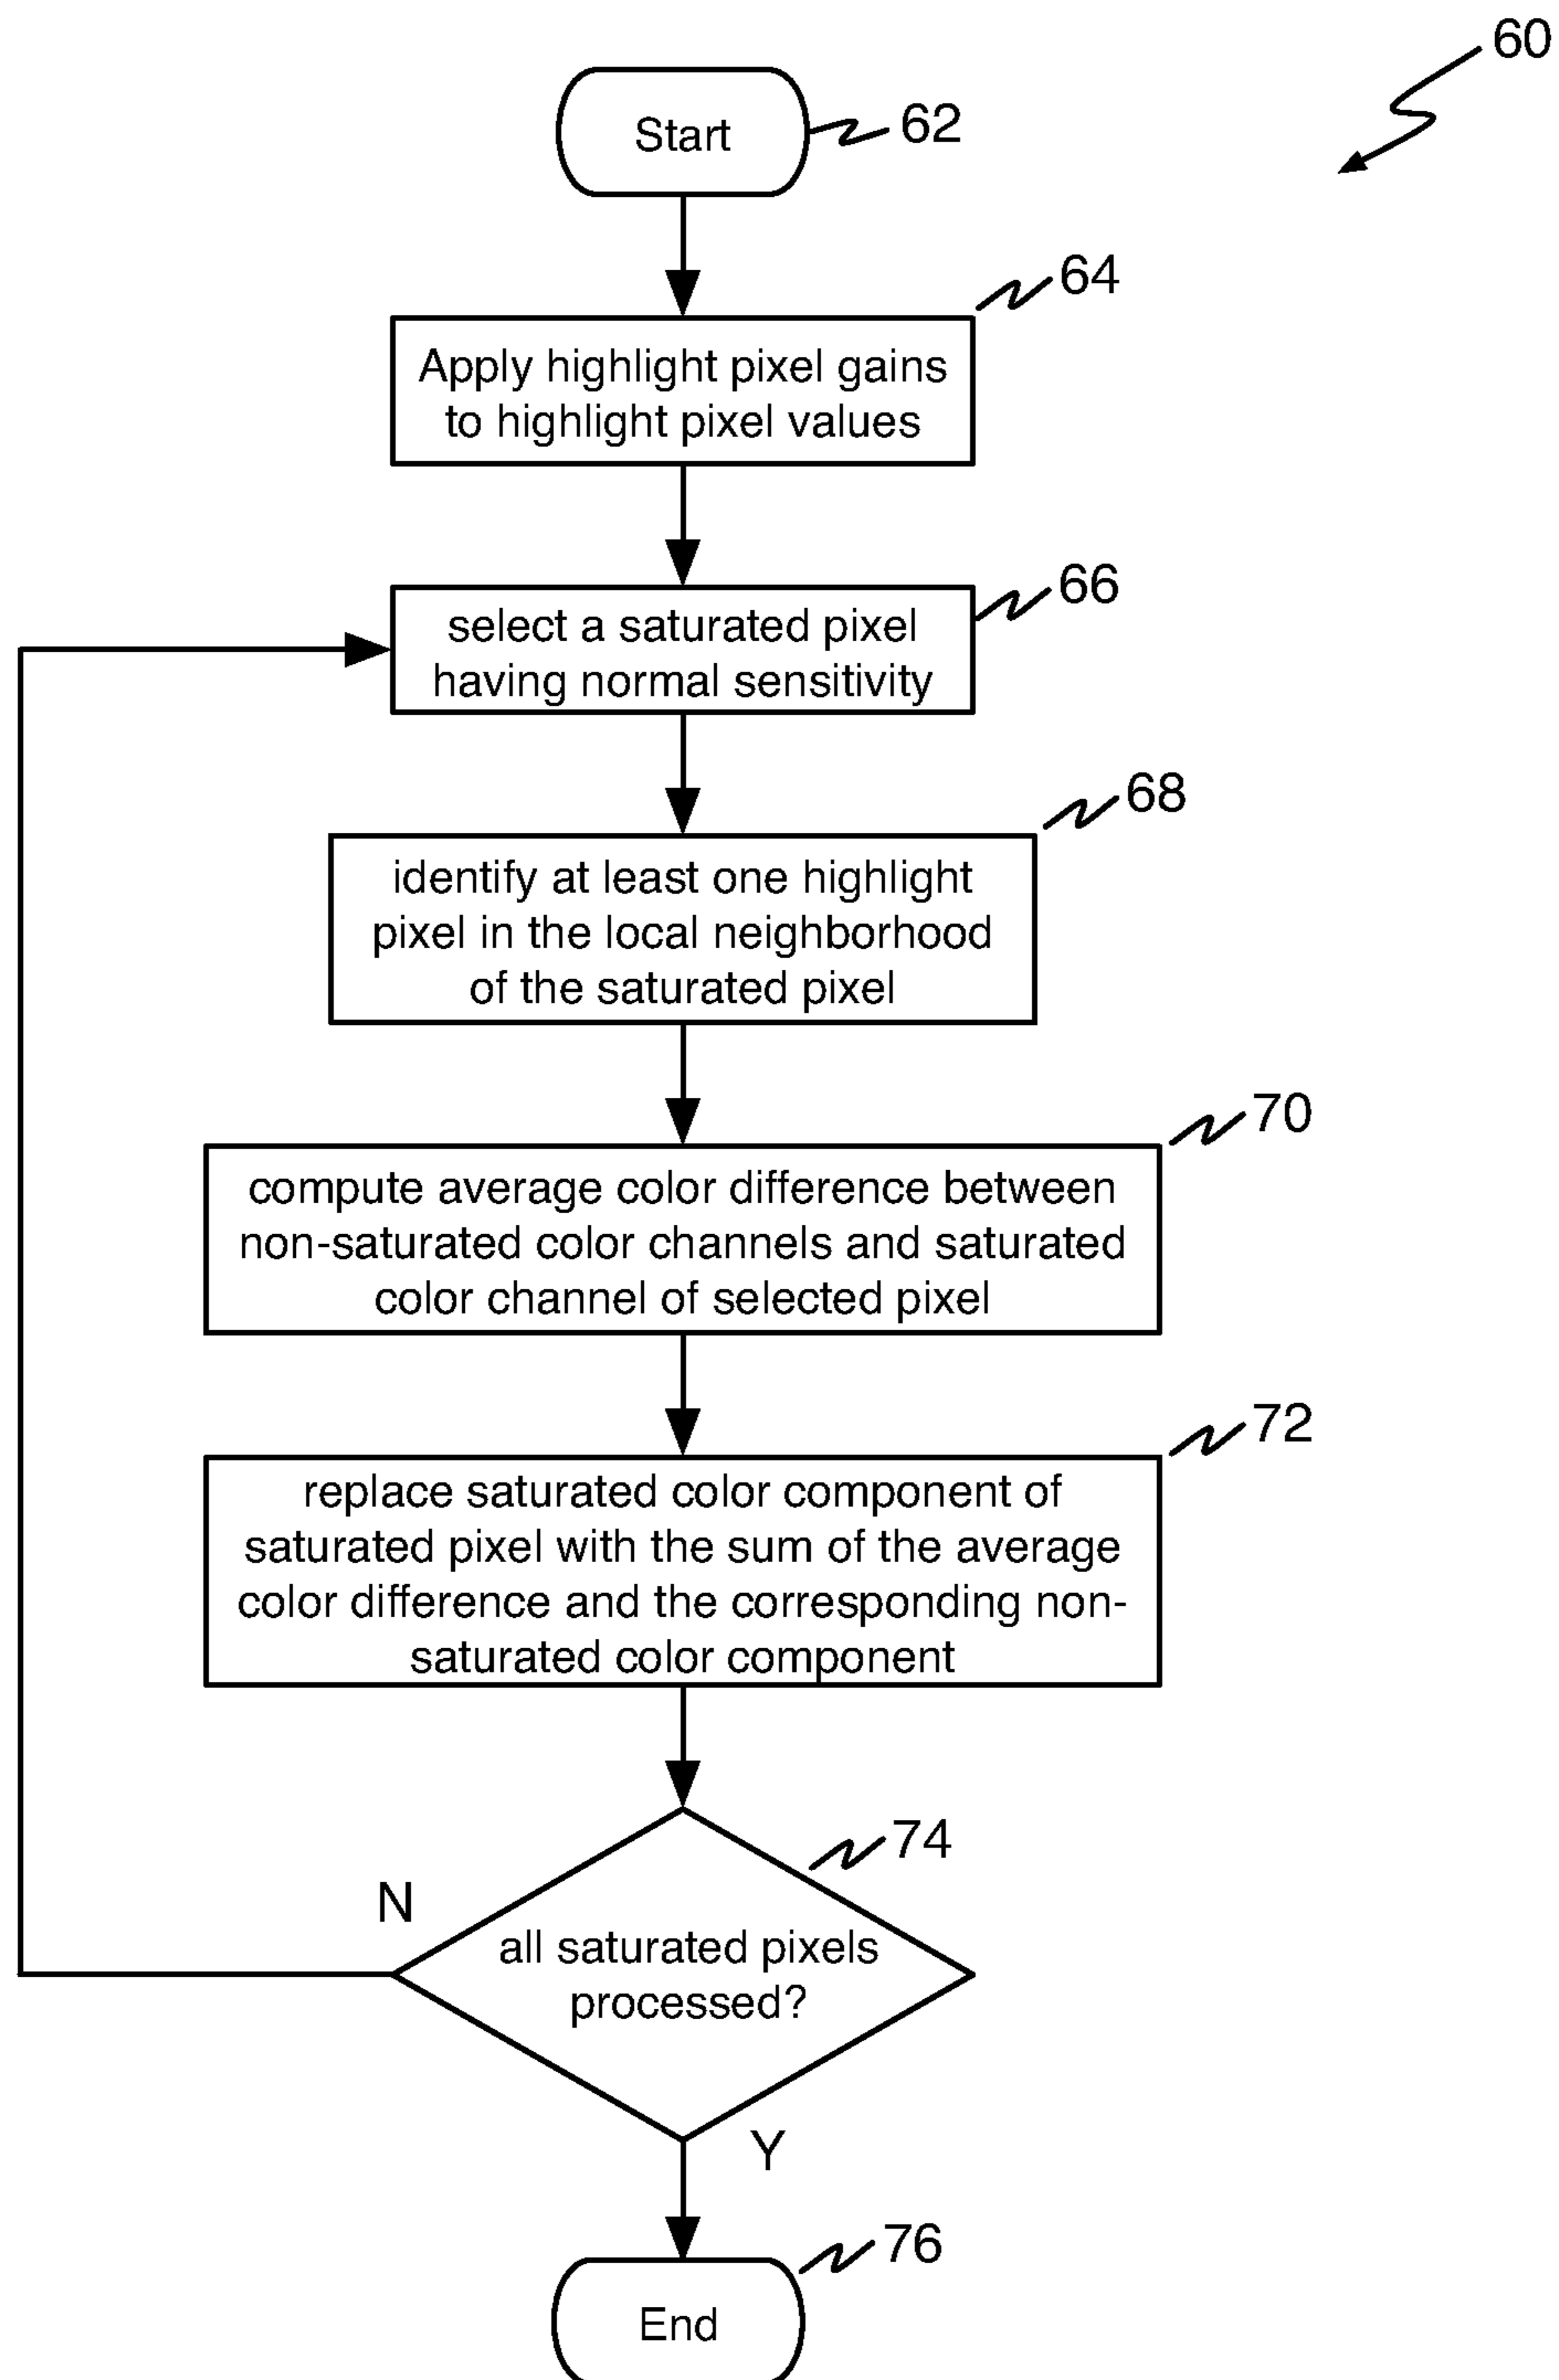 60
Start
62
64
Apply highlight pixel gains
to highlight pixel values
66
select a saturated pixel
having normal sensitivity
68
identify at least one highlight
pixel in the local neighborhood
of the saturated pixel
70
compute average color difference between
non-saturated color channels and saturated
color channel of selected pixel
72
replace saturated color component of
saturated pixel with the sum of the average
color difference and the corresponding non-
saturated color component
74
N
all saturated pixels
processed?
Y
76
End